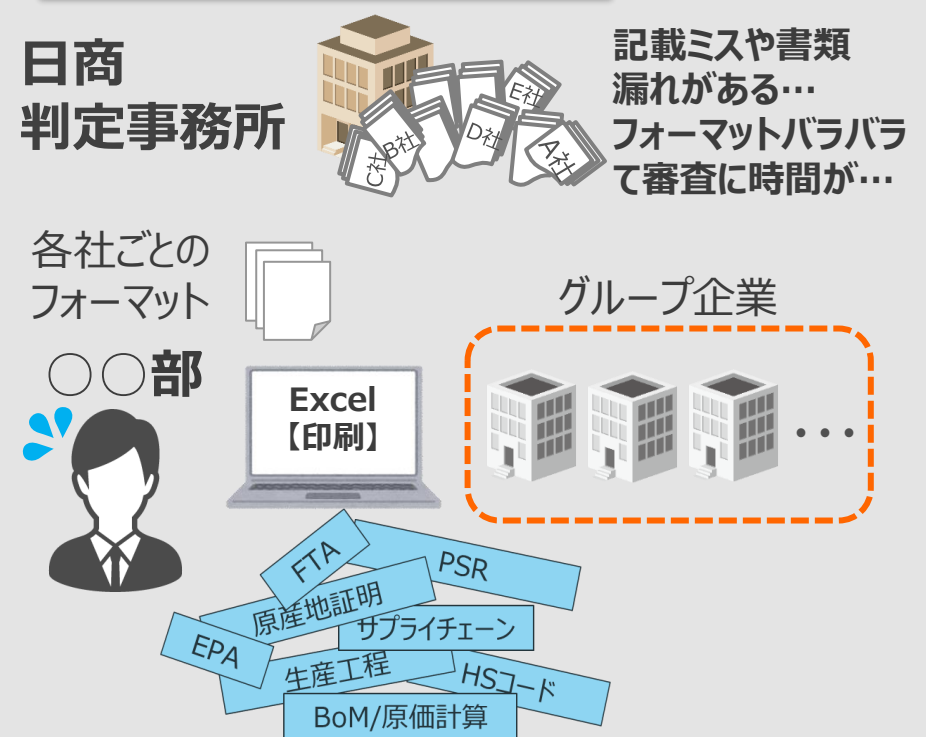 日商
判定事務所
記載ミスや書類
漏れがある…
フォーマットバラバラ
て審査に時間が…
E社
D社
A社
B社
C社
各社ごとの
フォーマット
グループ企業
○○部
Excel
【印刷】
・・・
FTA
PSR
原産地証明
サプライチェーン
EPA
生産工程
HSコード
BoM/原価計算